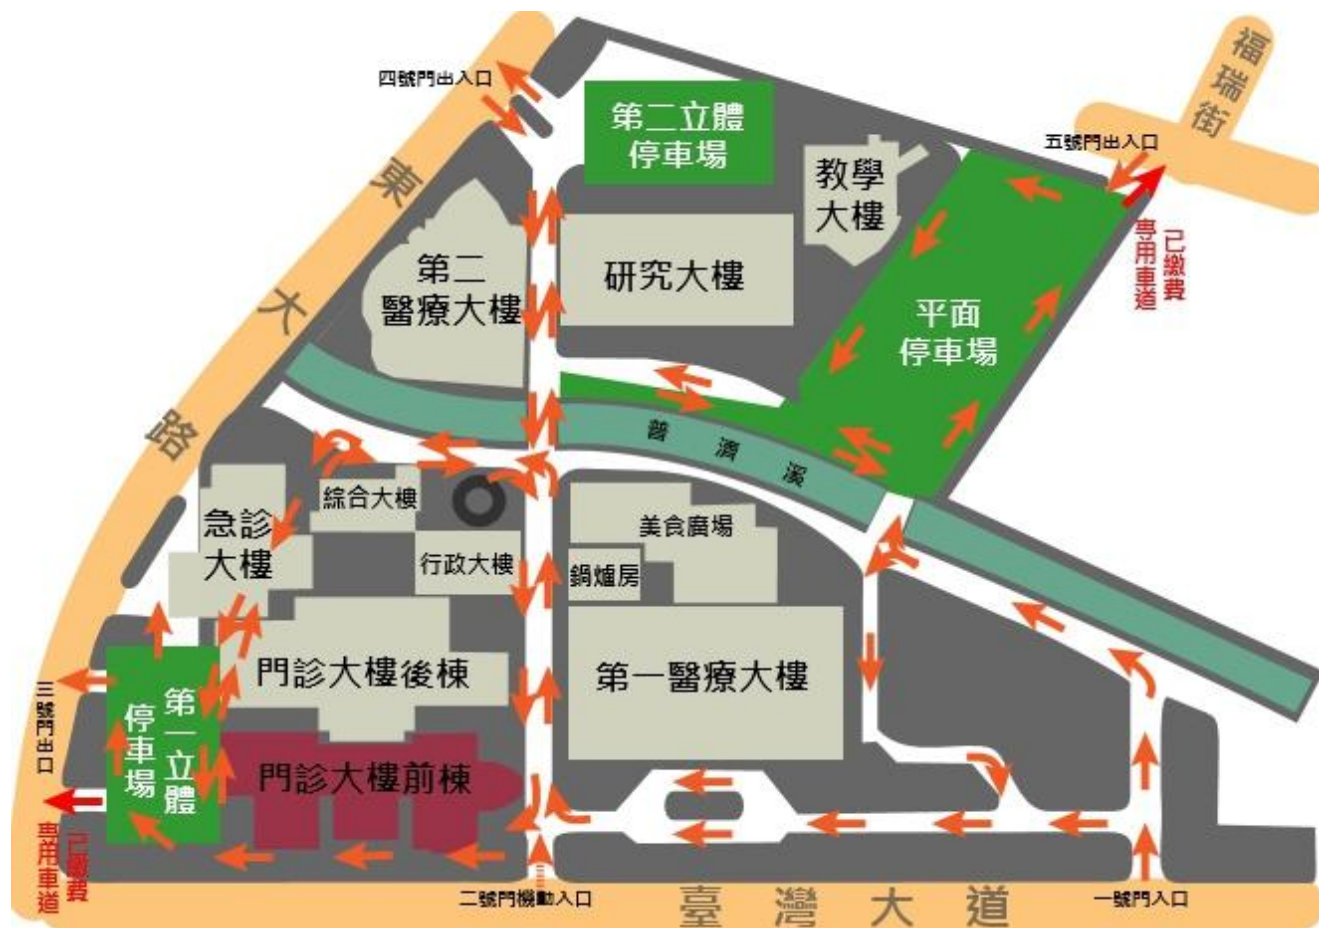 四號門出入口
第二立體
停車場
福瑞街
五號門出入口
教學
大樓
東大路
已繳費
專用車道
第二
醫療大樓
研究大樓
平面
停車場
普濟溪
綜合大樓
急診
大樓
行政大樓
美食廣場
鍋爐房
門診大樓後棟
第一醫療大樓
三號門出口
第一立體
停車場
門診大樓前棟
已繳費
專用車道
二號門機動入口
臺灣大道
一號門入口